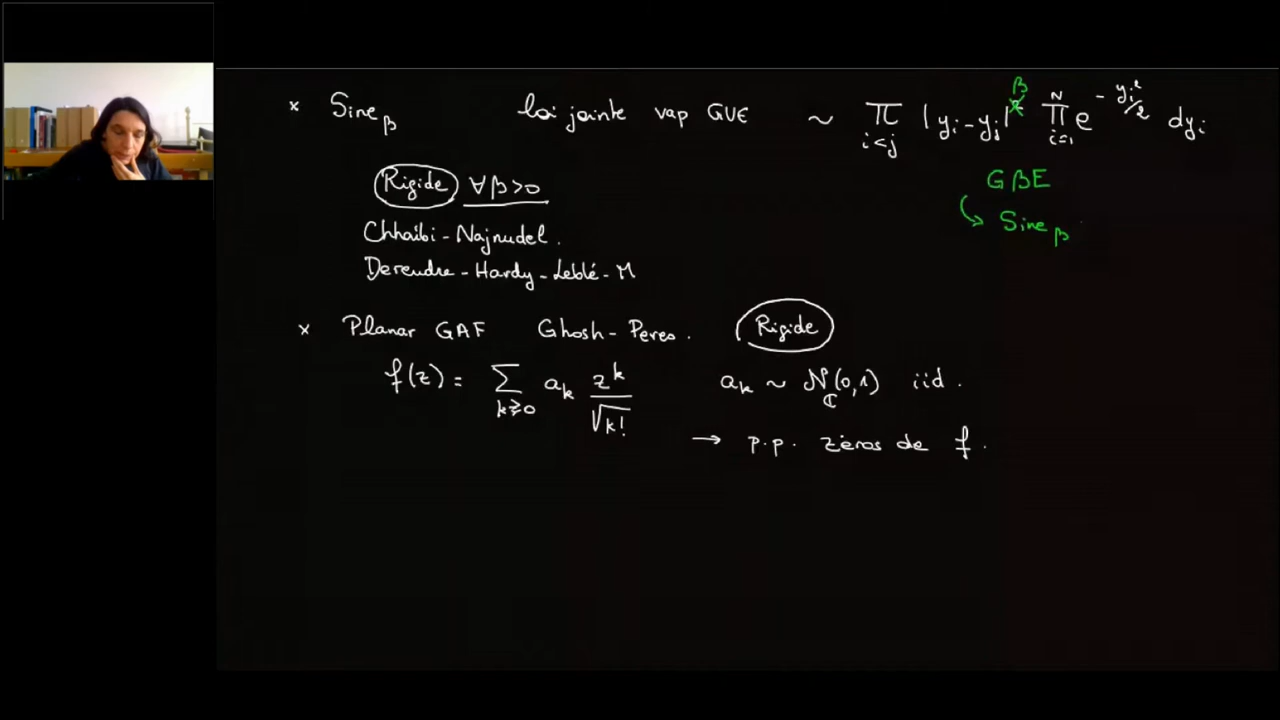 × Sine_β loi jointe vap GUE ~ ∏_{i<j} |y_i - y_j|^β ∏_{i=1}^N e^{-y_i²/2} dy_i
Rigide ∀β>0 GβE
Chhaibi - Najnudel. ↳ Sine_β
Dereudre - Hardy - Leblé - M
× Planar GAF Ghosh - Peres. Rigide
f(z) = ∑_{k≥0} a_k z^k/√k! a_k ~ N_ℂ(0,1) iid.
→ p.p. zéros de f.